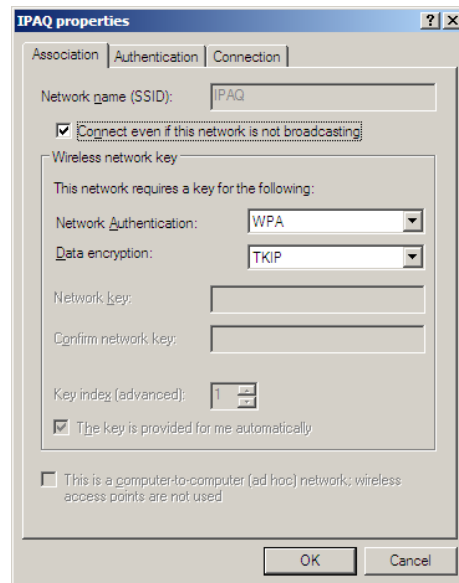 IPAQ properties
Association Authentication Connection
Network name (SSID): IPAQ
Connect even if this network is not broadcasting
Wireless network key
This network requires a key for the following:
Network Authentication: WPA
Data encryption: TKIP
Network key:
Confirm network key:
Key index (advanced): 1
The key is provided for me automatically
This is a computer-to-computer (ad hoc) network; wireless
access points are not used
OK Cancel